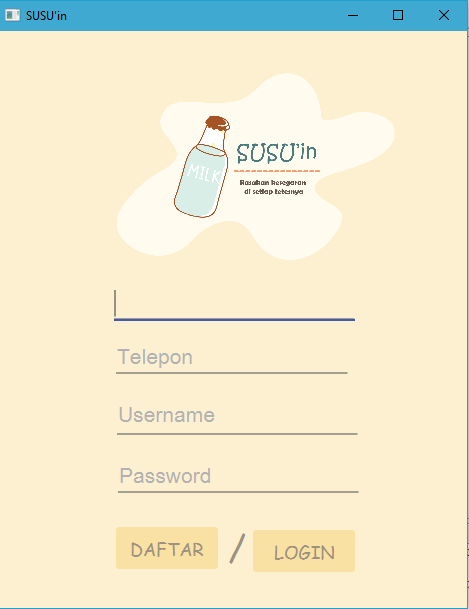 SUSU'in
MILK
SUSU'in
Rasakan kesegaran
di setiap tetesnya
Telepon
Username
Password
DAFTAR / LOGIN